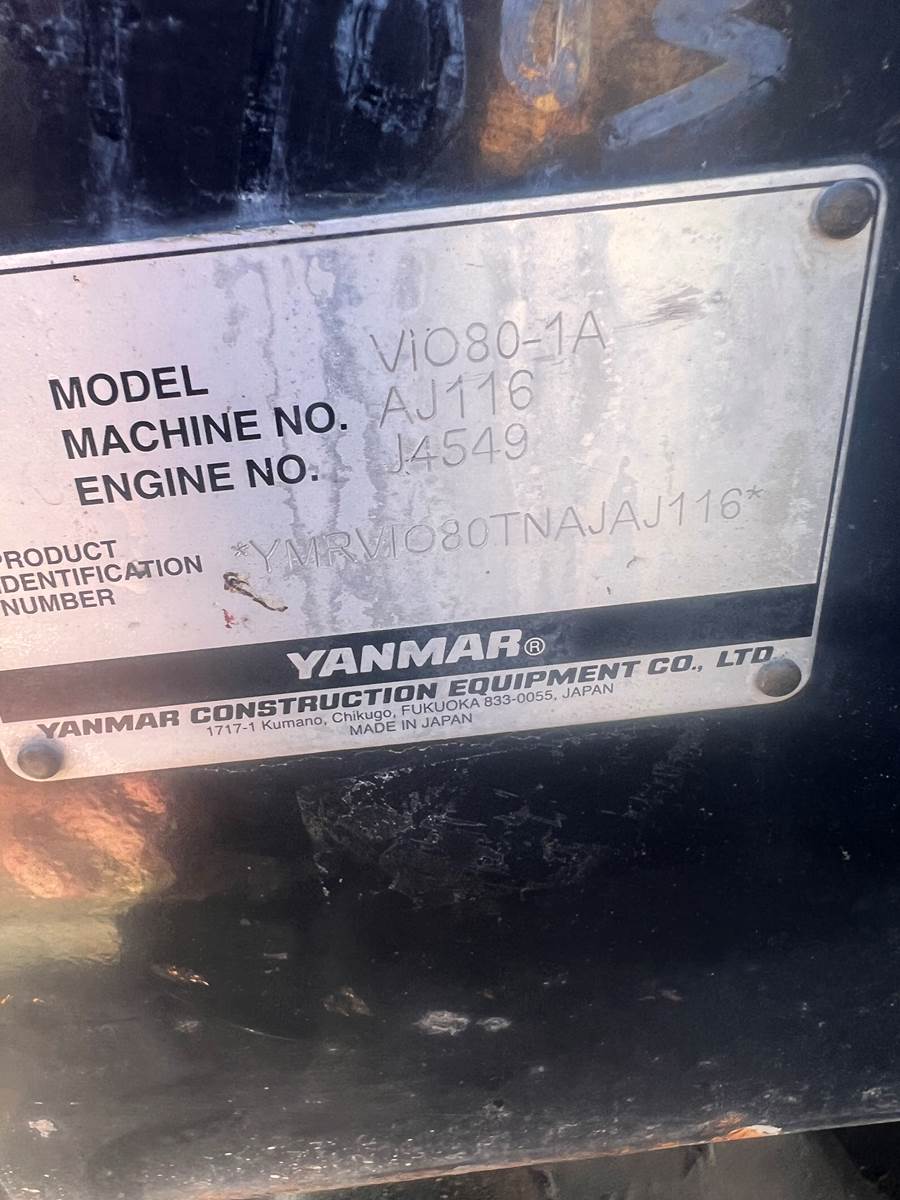 003
MODEL ViO80-1A
MACHINE NO. AJ116
ENGINE NO. J4549
PRODUCT
IDENTIFICATION
NUMBER *YMRVIO80TNAJAJ116*
YANMAR®
YANMAR CONSTRUCTION EQUIPMENT CO., LTD.
1717-1 Kumano, Chikugo, FUKUOKA 833-0055, JAPAN
MADE IN JAPAN